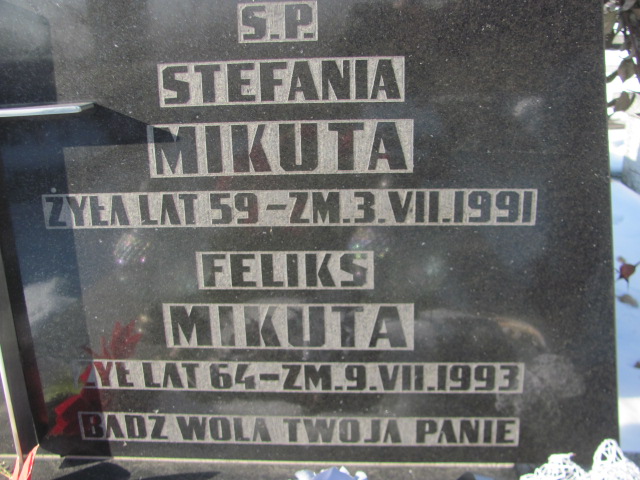 S.P.
STEFANIA
MIKUTA
ŻYŁA LAT 59-ZM.3.VII.1991
FELIKS
MIKUTA
ŻYŁ LAT 64-ZM.9.VII.1993
BĄDZ WOLA TWOJA PANIE